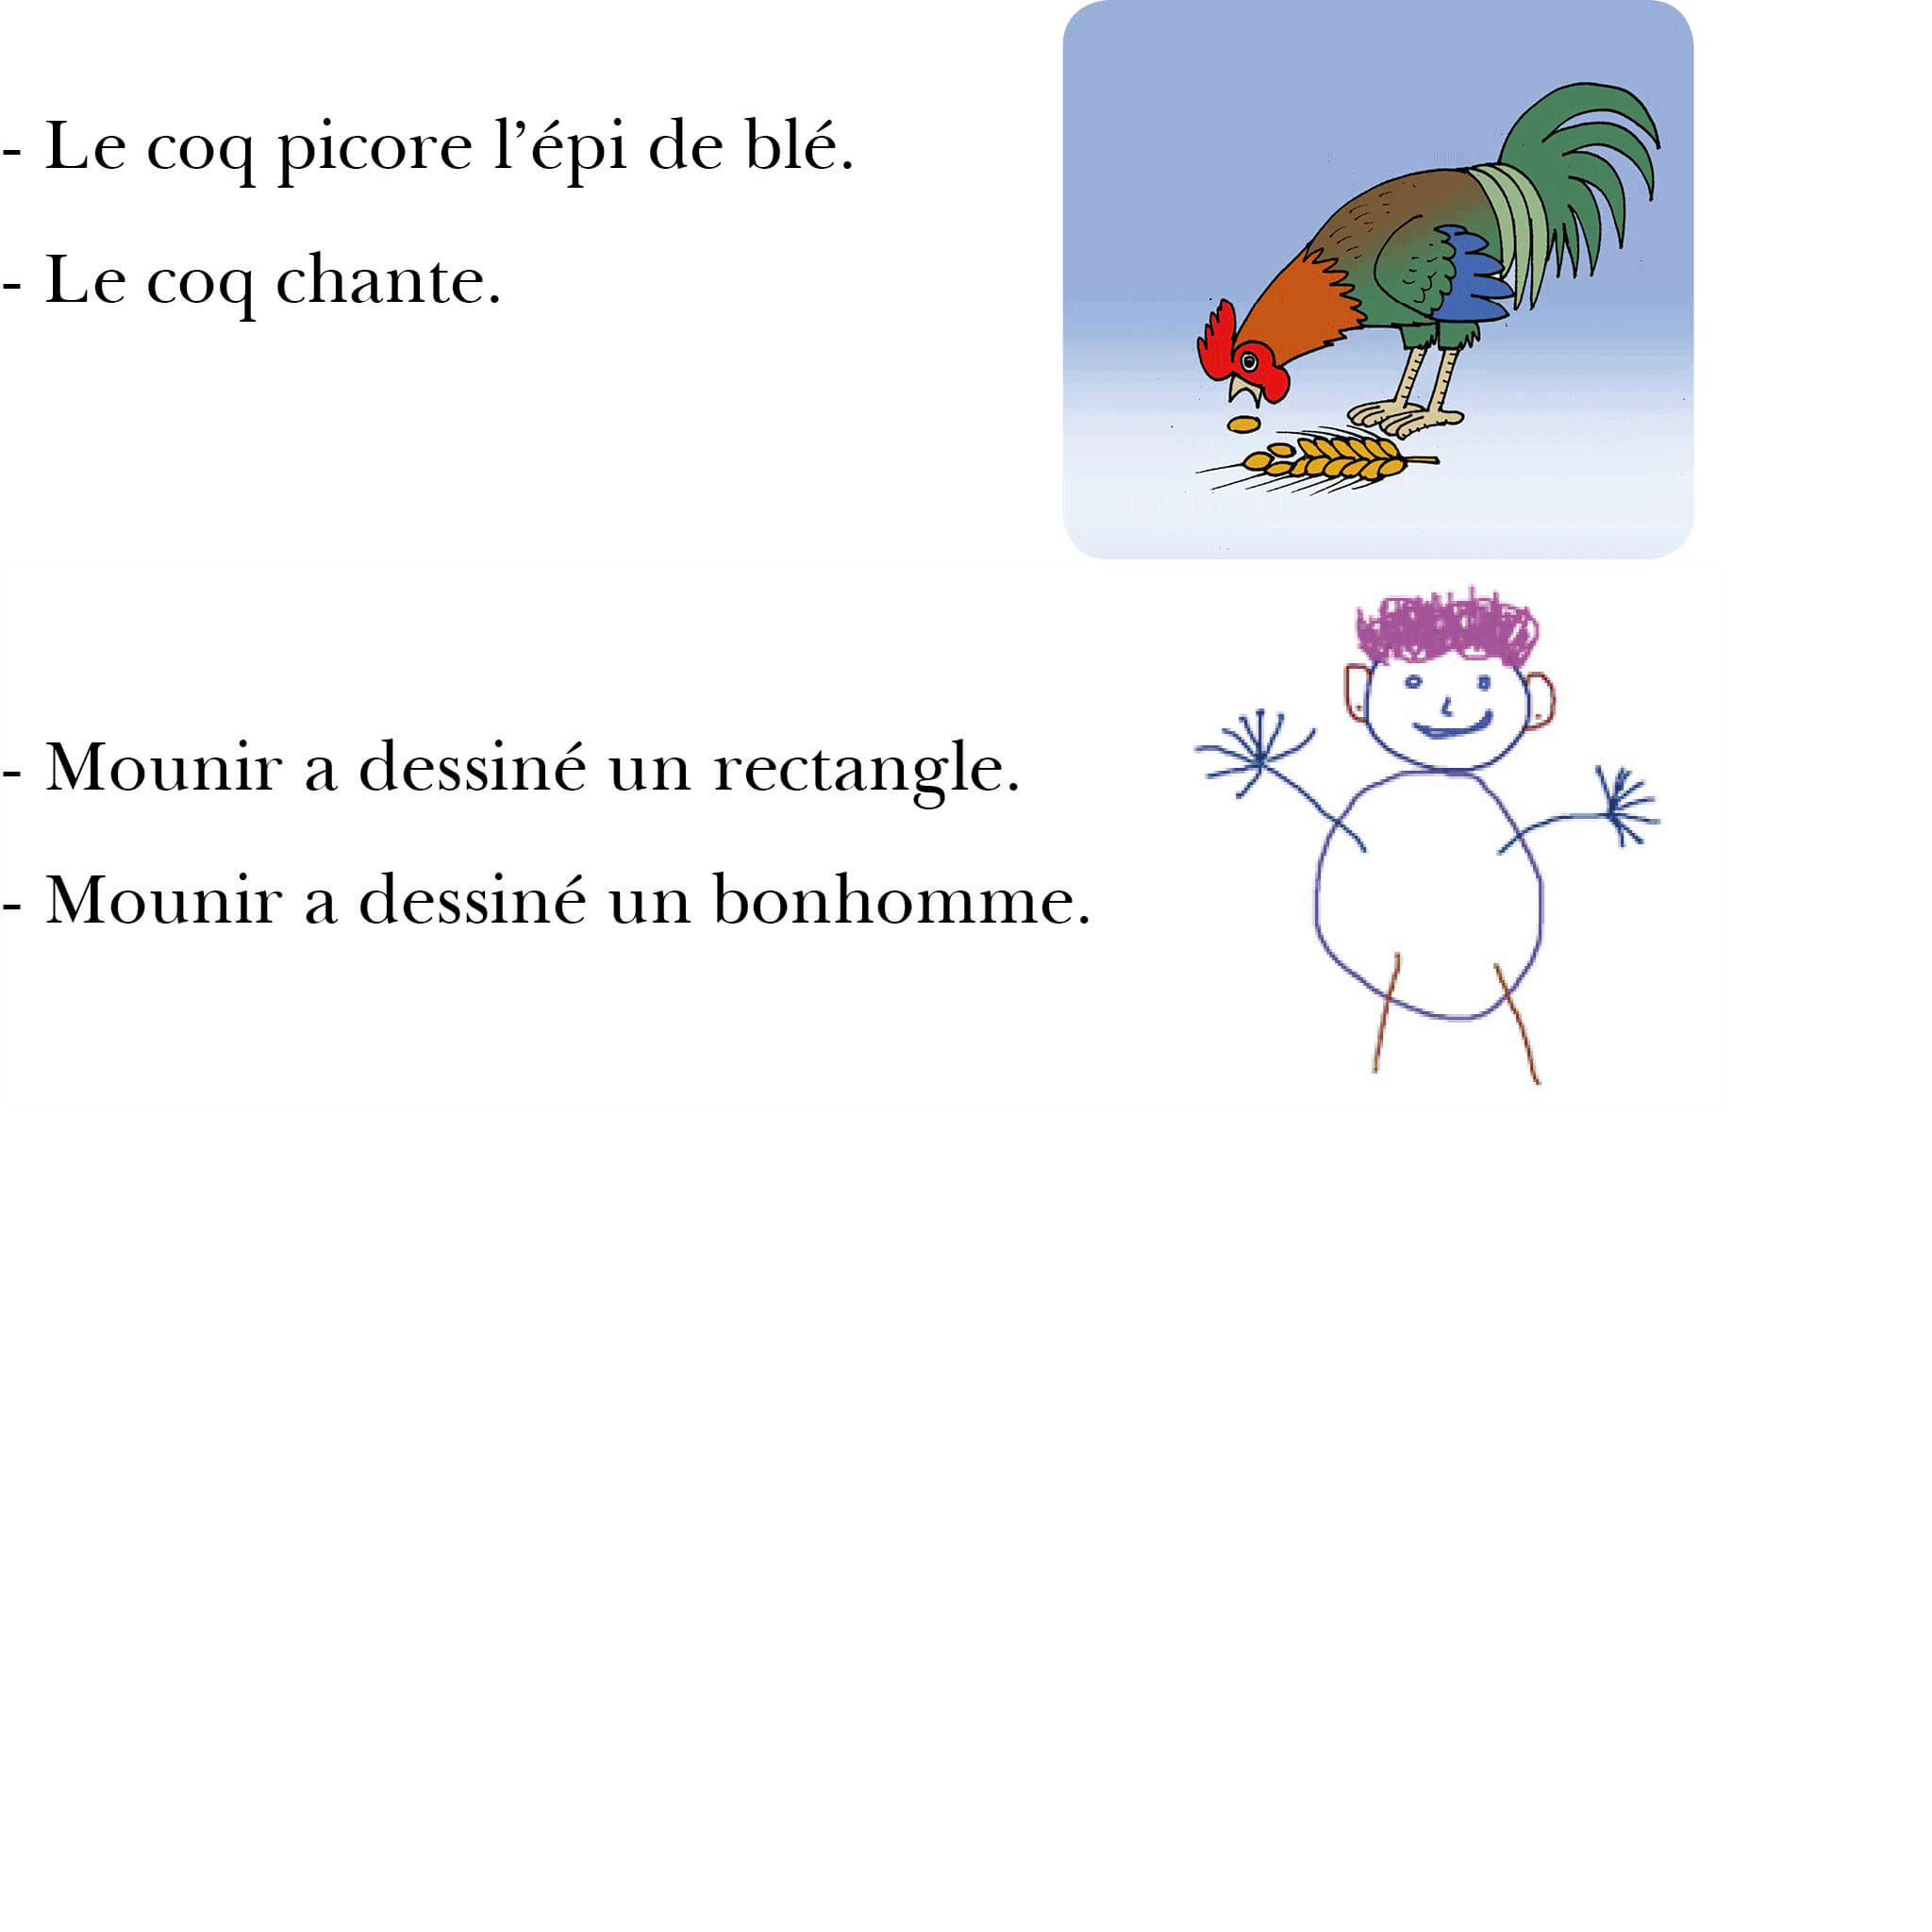 - Le coq picore l’épi de blé.
- Le coq chante.
- Mounir a dessiné un rectangle.
- Mounir a dessiné un bonhomme.